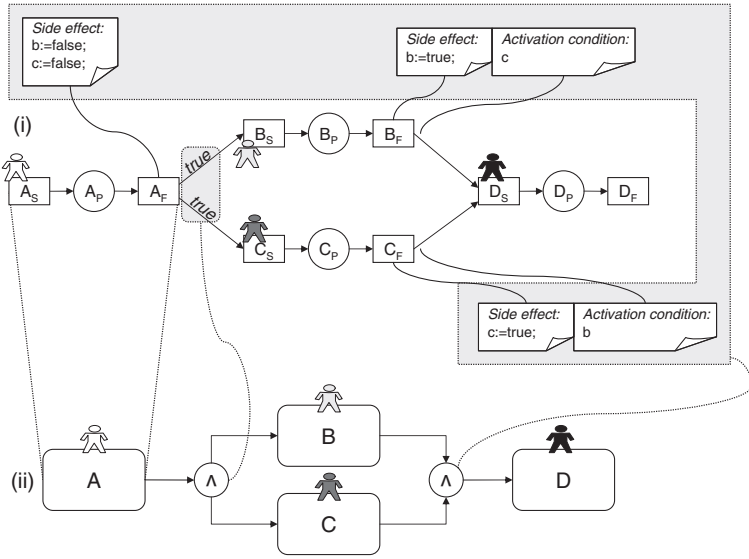 Side effect:
b:=false;
c:=false;
Side effect:
b:=true;
Activation condition:
c
(i)
true
true
A_S
A_P
A_F
B_S
B_P
B_F
C_S
C_P
C_F
D_S
D_P
D_F
Side effect:
c:=true;
Activation condition:
b
(ii)
A
∧
B
C
∧
D